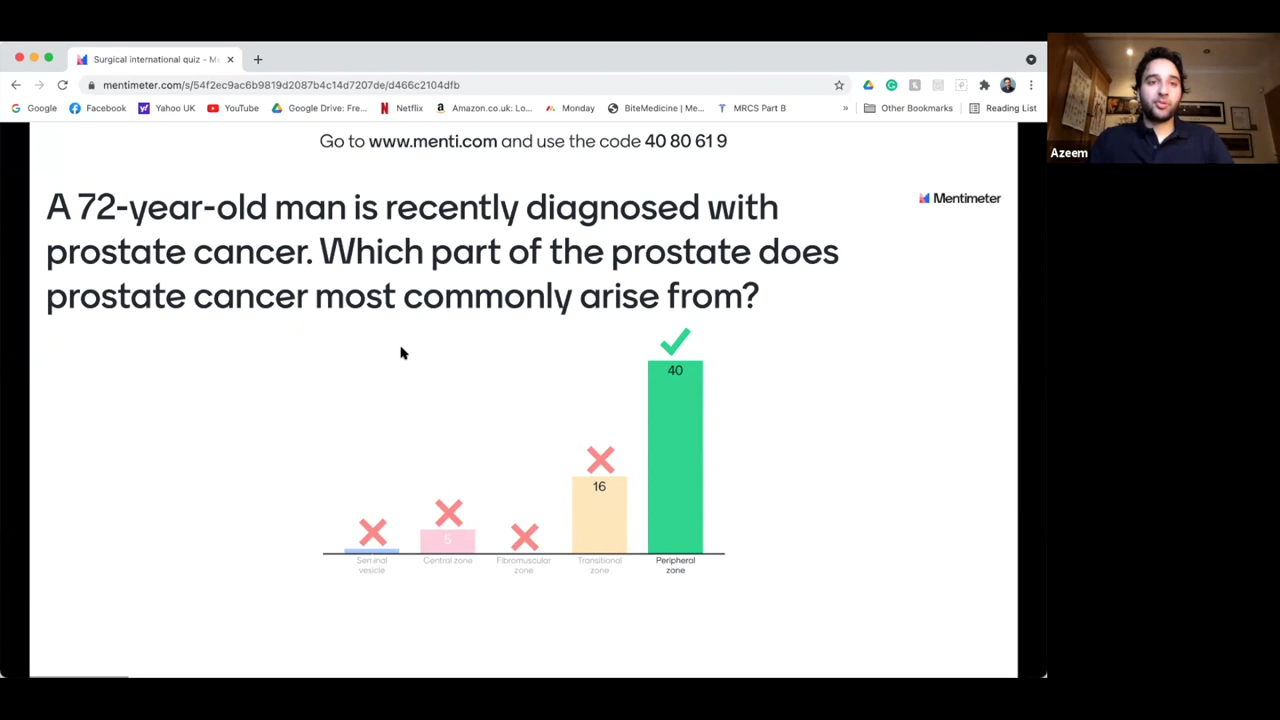 Surgical international quiz - Me
mentimeter.com/s/54f2ec9ac6b9819d2087b4c14d7207de/d466c2104dfb
Google
Facebook
Yahoo UK
YouTube
Google Drive: Fre...
Netflix
Amazon.co.uk: Lo...
Monday
BiteMedicine | Me...
MRCS Part B
»
Other Bookmarks
Reading List
Go to www.menti.com and use the code 40 80 61 9
Mentimeter
A 72-year-old man is recently diagnosed with
prostate cancer. Which part of the prostate does
prostate cancer most commonly arise from?
40
16
5
Seminal
vesicle
Central zone
Fibromuscular
zone
Transitional
zone
Peripheral
zone
Azeem